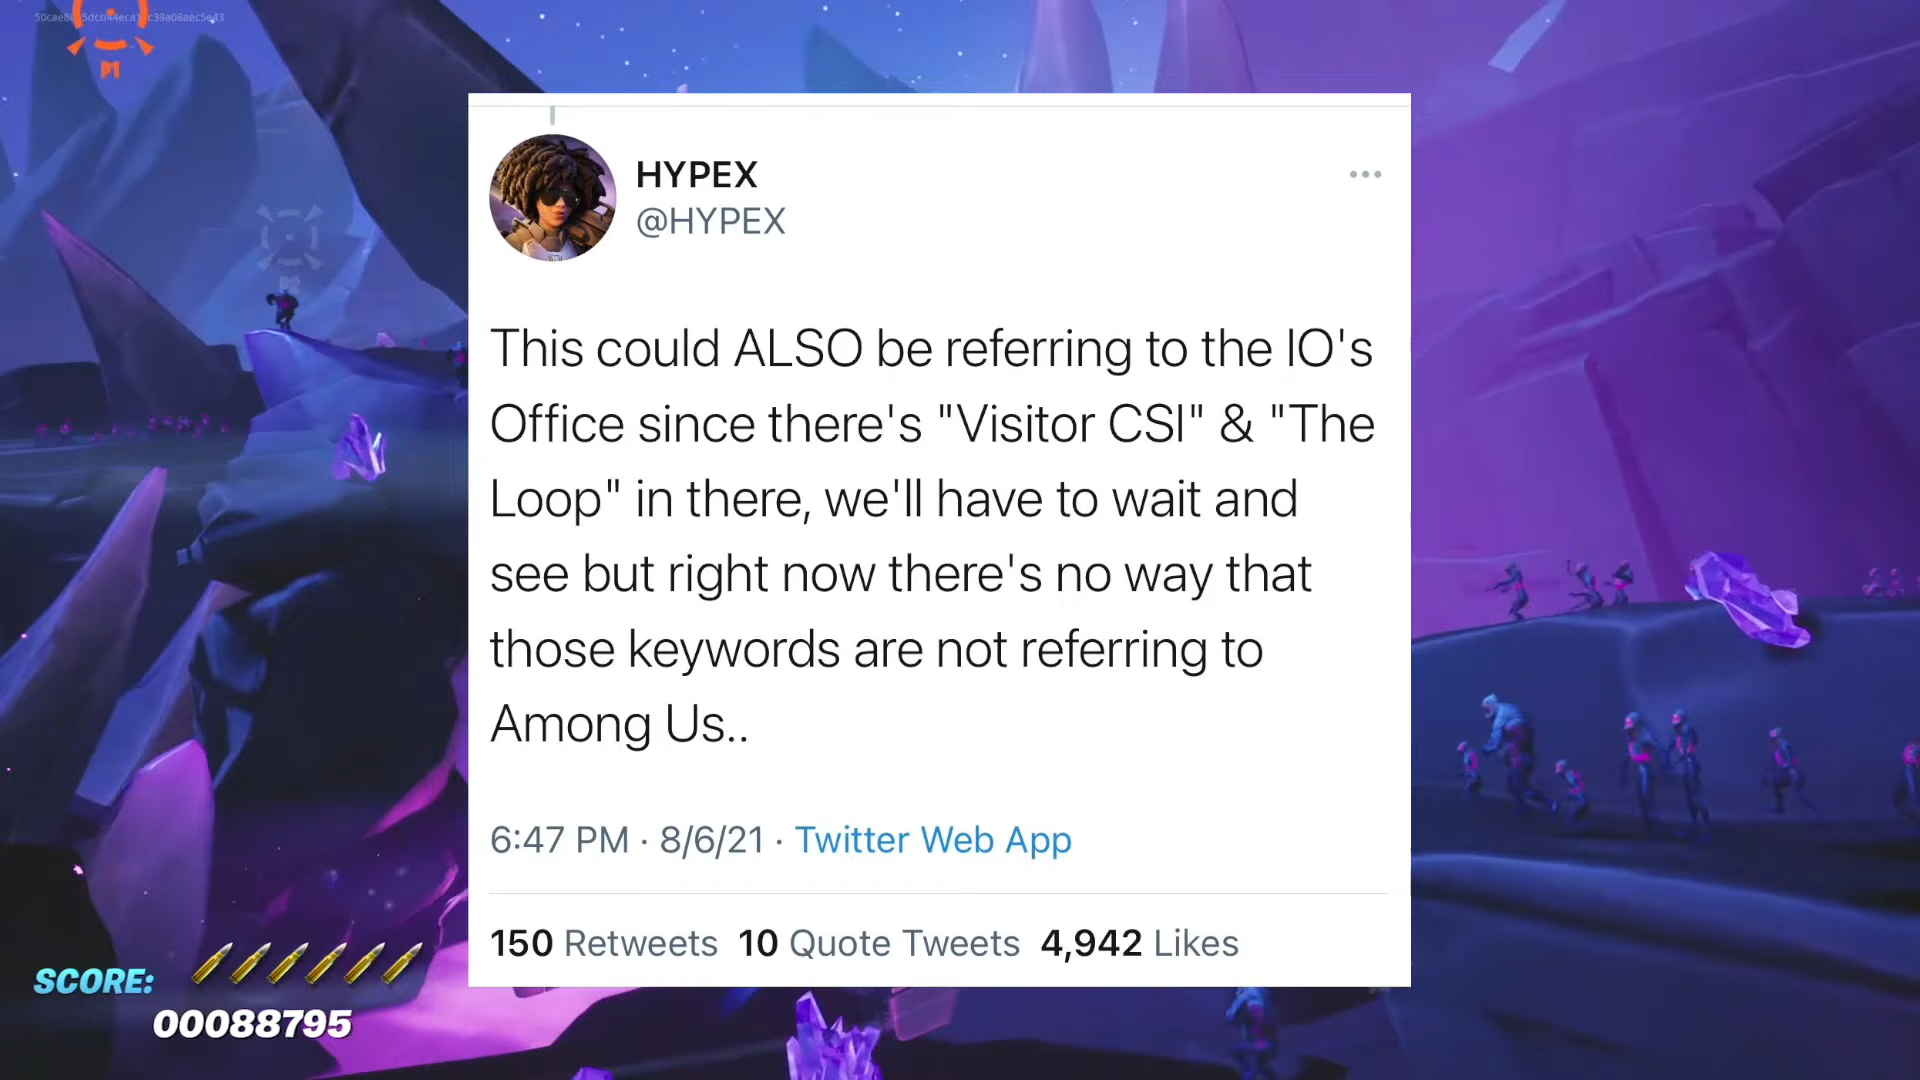 HYPEX
@HYPEX
This could ALSO be referring to the IO's
Office since there's "Visitor CSI" & "The
Loop" in there, we'll have to wait and
see but right now there's no way that
those keywords are not referring to
Among Us..
6:47 PM · 8/6/21 · Twitter Web App
150 Retweets 10 Quote Tweets 4,942 Likes
P1
P2
SCORE:
00088795